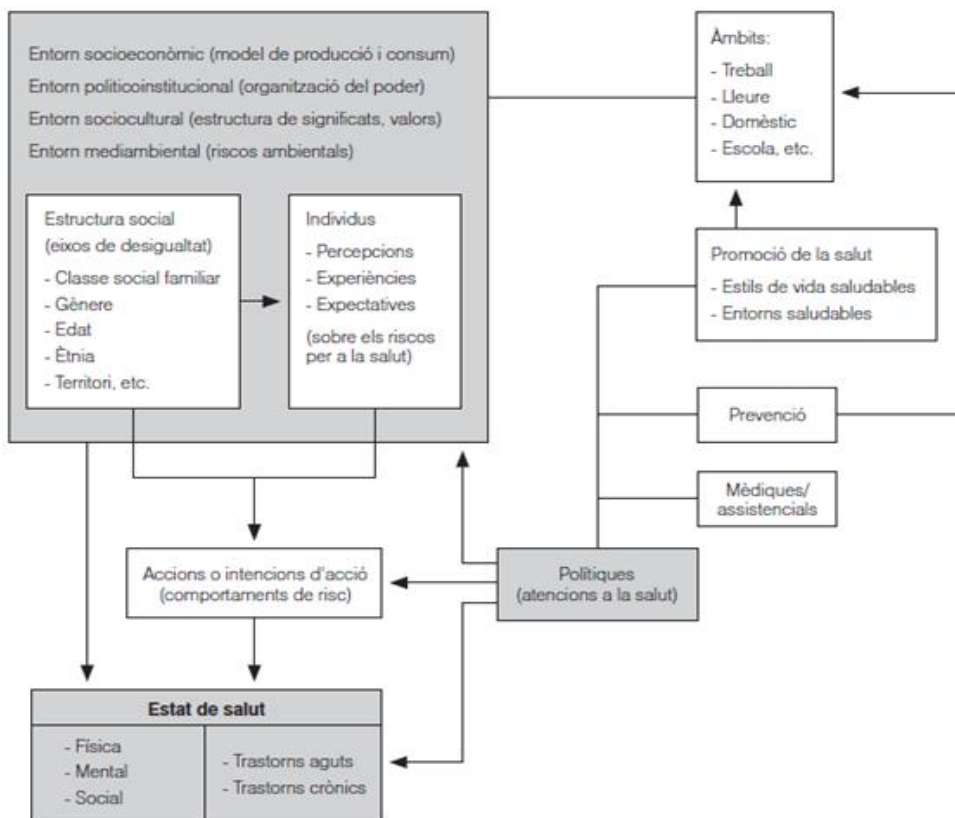 Entorn socioeconòmic (model de producció i consum)
Entorn politicoinstitucional (organització del poder)
Entorn sociocultural (estructura de significats, valors)
Entorn mediambiental (riscos ambientals)
Estructura social
(eixos de desigualtat)
- Classe social familiar
- Gènere
- Edat
- Ètnia
- Territori, etc.
Individus
- Percepcions
- Experiències
- Expectatives
(sobre els riscos
per a la salut)
Àmbits:
- Treball
- Lleure
- Domèstic
- Escola, etc.
Promoció de la salut
- Estils de vida saludables
- Entorns saludables
Prevenció
Mèdiques/
assistencials
Polítiques
(atencions a la salut)
Accions o intencions d'acció
(comportaments de risc)
Estat de salut
- Física
- Mental
- Social
- Trastorns aguts
- Trastorns crònics